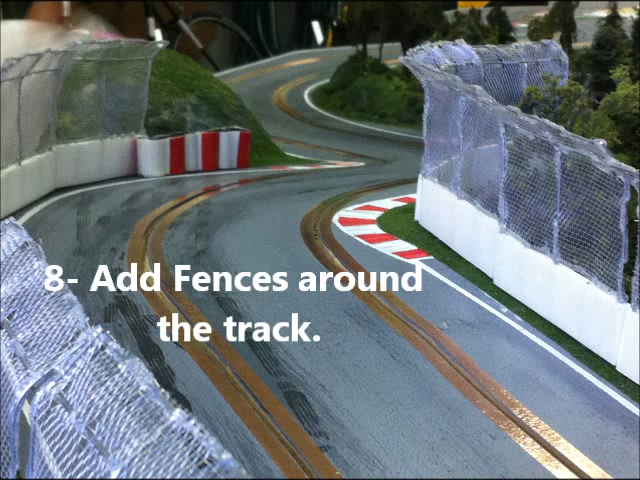 8- Add Fences around
the track.